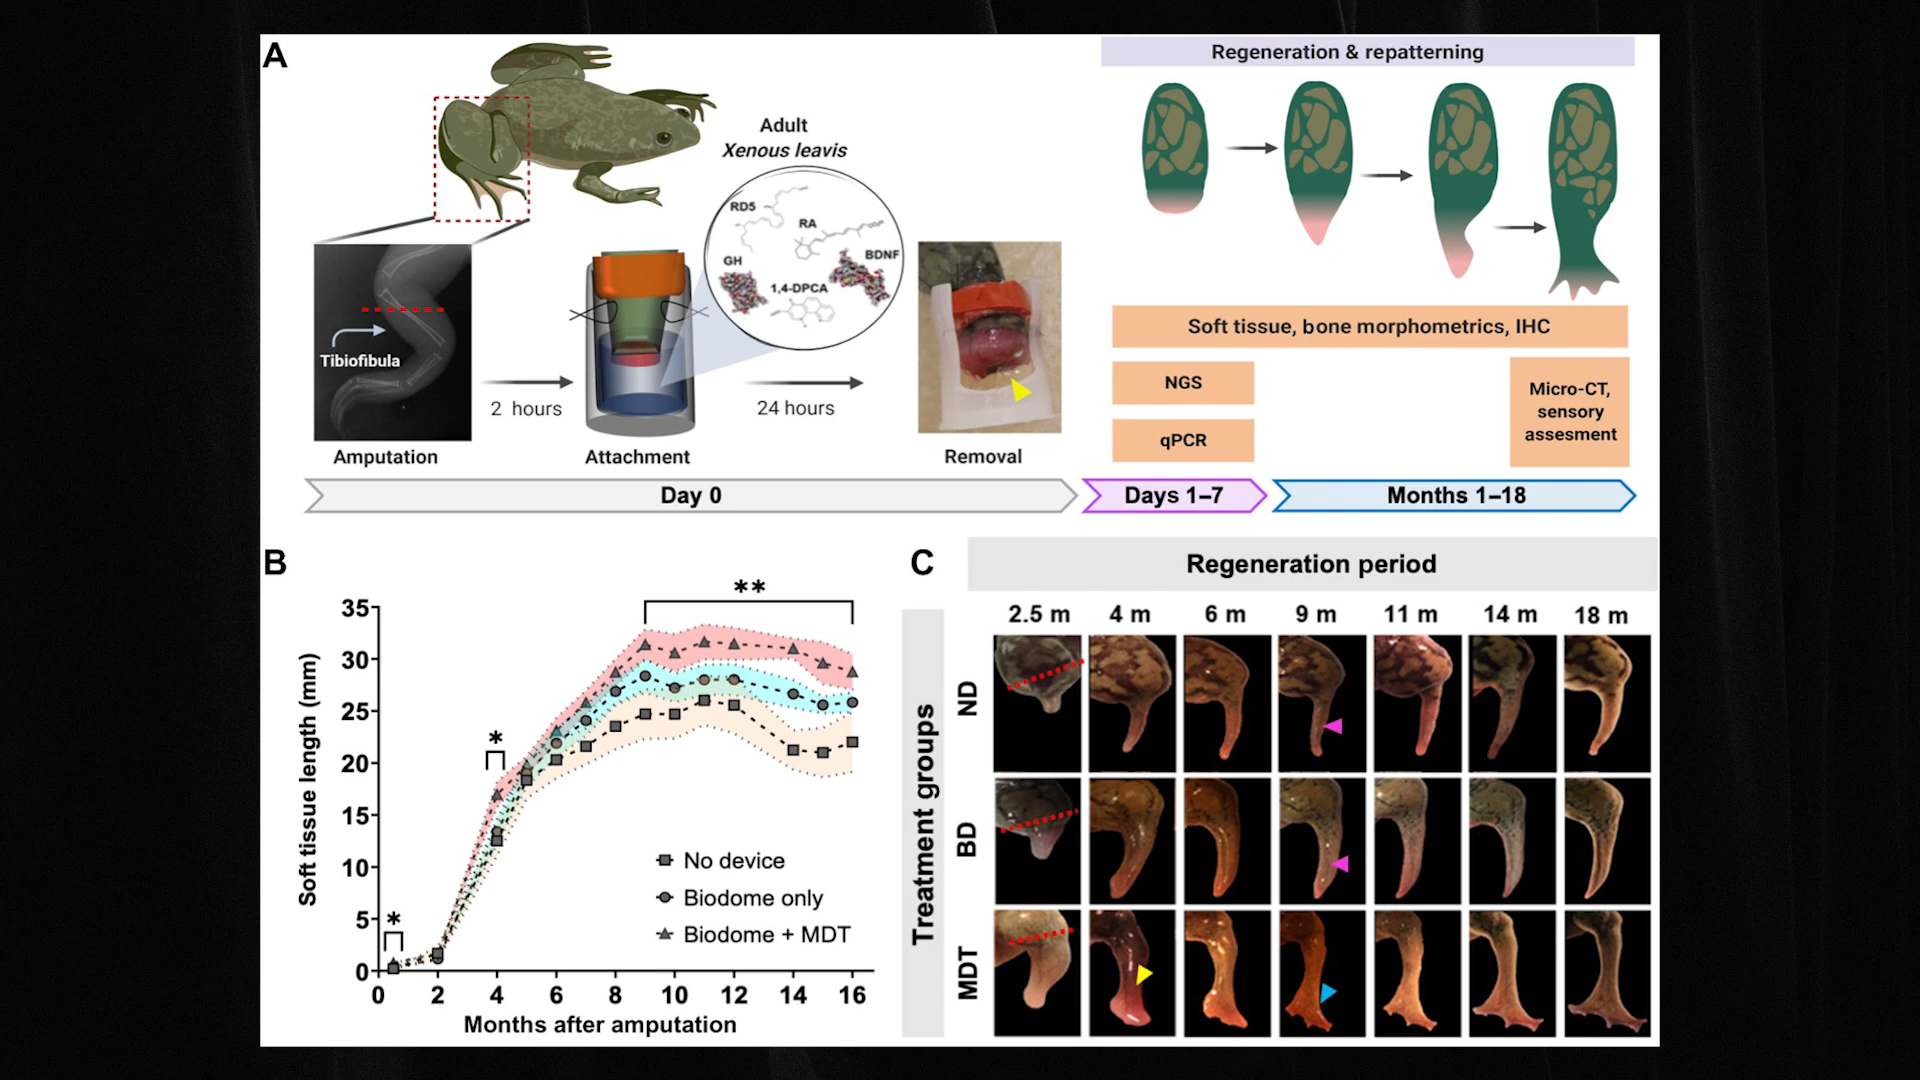 A
Adult
Xenous leavis
RD5
RA
GH
BDNF
1,4-DPCA
Tibiofibula
2 hours
24 hours
Amputation
Attachment
Removal
Day 0
Regeneration & repatterning
Soft tissue, bone morphometrics, IHC
NGS
qPCR
Micro-CT,
sensory
assesment
Days 1–7
Months 1–18
B
**
*
*
Soft tissue length (mm)
35
30
25
20
15
10
5
0
0 2 4 6 8 10 12 14 16
Months after amputation
No device
Biodome only
Biodome + MDT
C
Regeneration period
2.5 m 4 m 6 m 9 m 11 m 14 m 18 m
Treatment groups
ND
BD
MDT